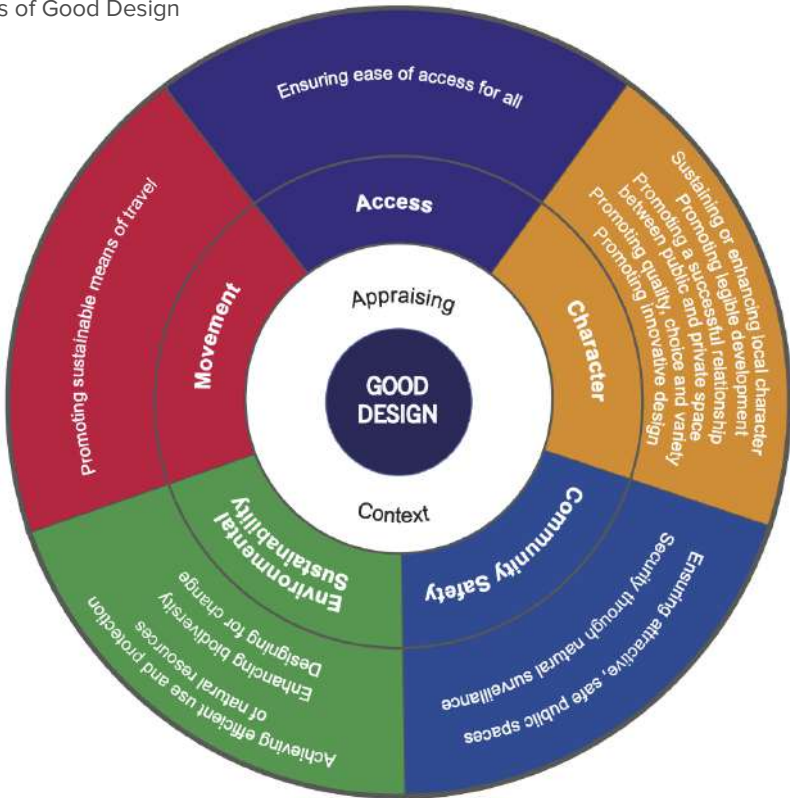 s of Good Design
Ensuring ease of access for all
Access
Sustaining or enhancing local character
Promoting legible development
Promoting a successful relationship
between public and private space
Promoting quality, choice and variety
Promoting innovative design
Character
Ensuring attractive, safe public spaces
Security through natural surveillance
Community Safety
Environmental
Sustainability
Achieving efficient use and protection
of natural resources
Enhancing biodiversity
Designing for change
Promoting sustainable means of travel
Movement
Appraising
GOOD
DESIGN
Context